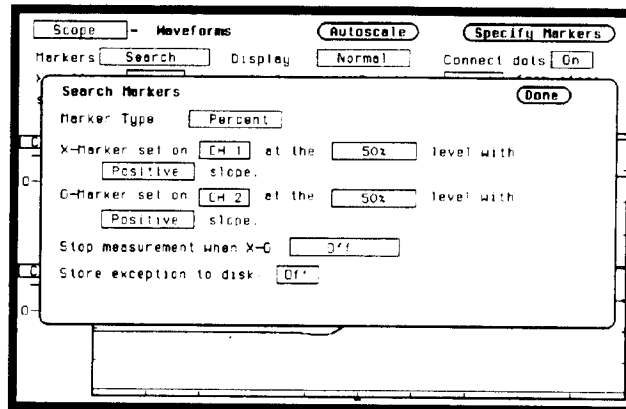 Scope - Waveforms Autoscale Specify Markers
Markers Search Display Normal Connect dots On
Search Markers Done
Marker Type Percent
X-Marker set on CH 1 at the 50% level with
Positive slope.
O-Marker set on CH 2 at the 50% level with
Positive slope.
Stop measurement when X-O Off
Store exception to disk Off